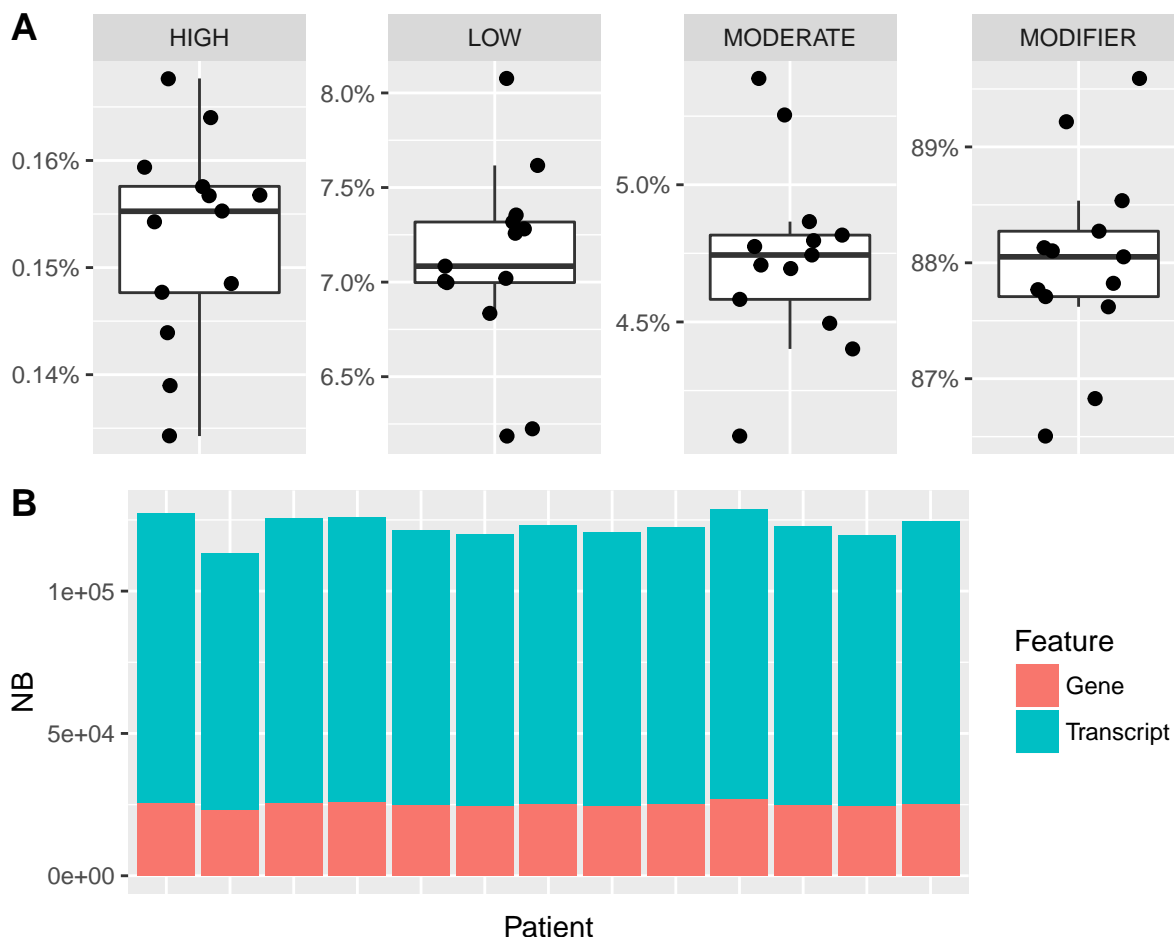 A
HIGH
LOW
MODERATE
MODIFIER
0.16%
0.15%
0.14%
8.0%
7.5%
7.0%
6.5%
5.0%
4.5%
89%
88%
87%
B
1e+05
5e+04
0e+00
NB
Patient
Feature
Gene
Transcript